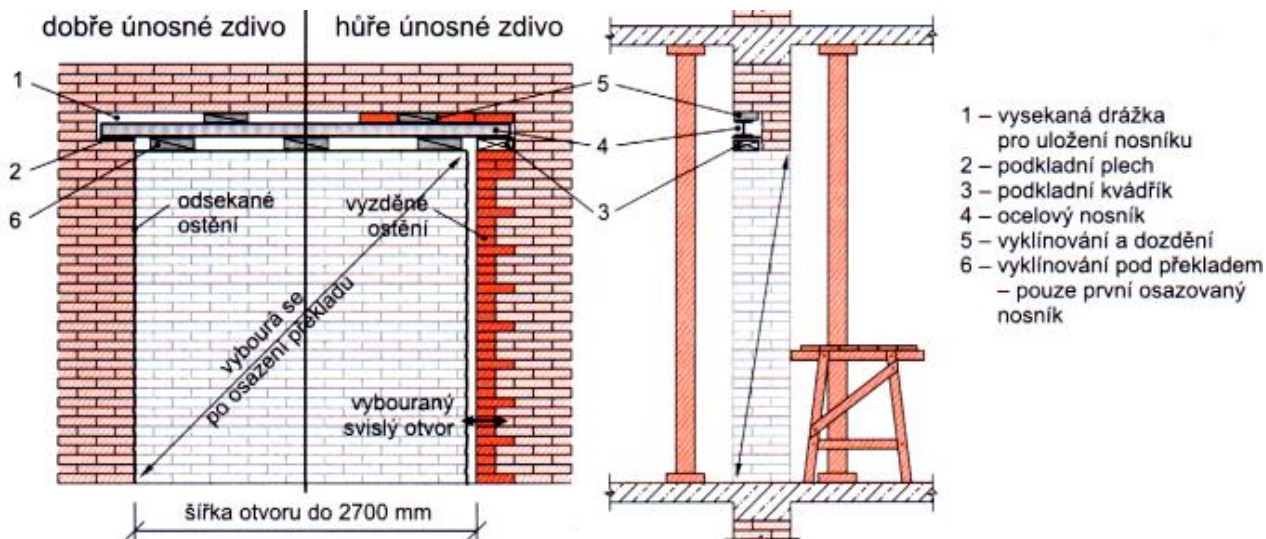 dobře únosné zdivo
hůře únosné zdivo
1
2
6
5
4
3
odsekané
ostění
vyzděné
ostění
vybourá se
po osazení překladu
vybouraný
svislý otvor
šířka otvoru do 2700 mm
1 – vysekaná drážka
pro uložení nosníku
2 – podkladní plech
3 – podkladní kvádřík
4 – ocelový nosník
5 – vyklínování a dozdění
6 – vyklínování pod překladem
– pouze první osazovaný
nosník